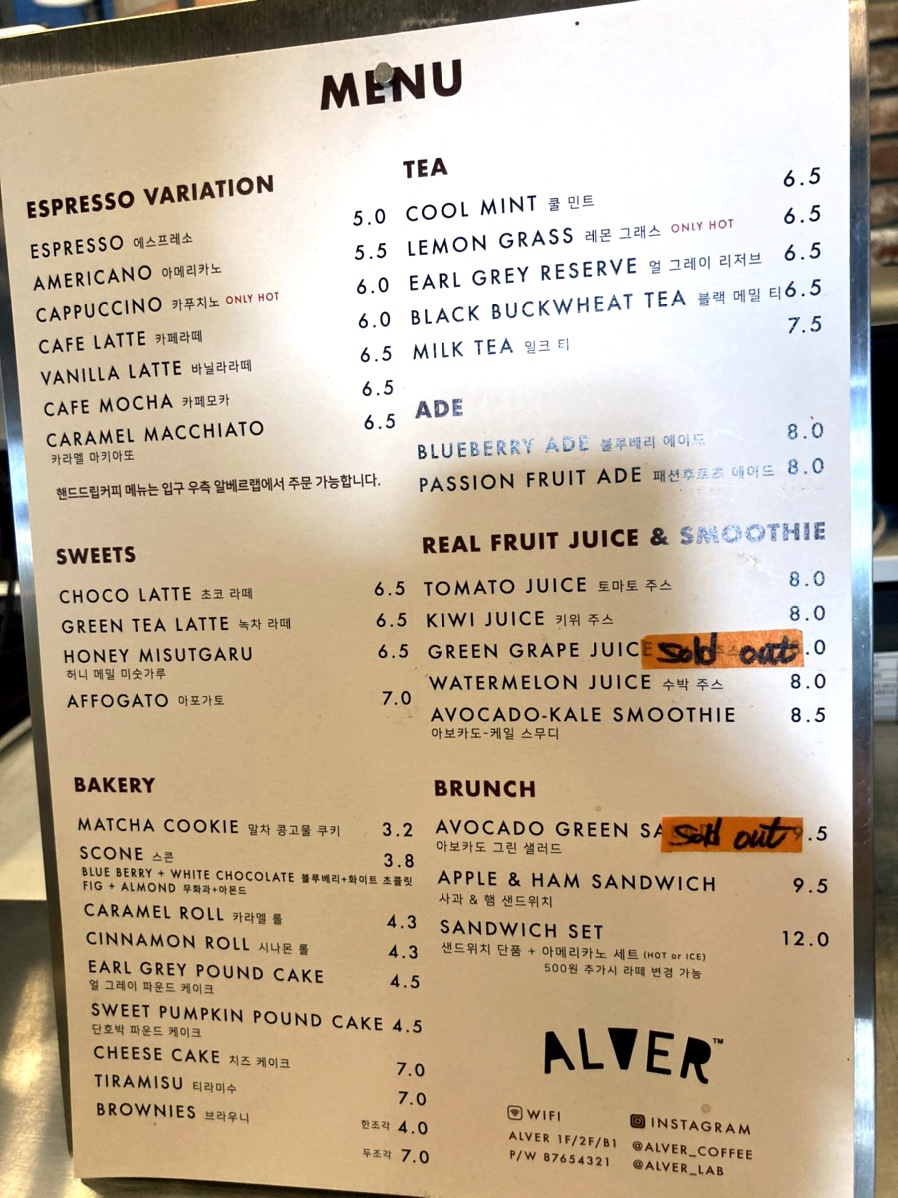 MENU
ESPRESSO VARIATION
ESPRESSO 에스프레소 5.0
AMERICANO 아메리카노 5.5
CAPPUCCINO 카푸치노 ONLY HOT 6.0
CAFE LATTE 카페라떼 6.0
VANILLA LATTE 바닐라라떼 6.5
CAFE MOCHA 카페모카 6.5
CARAMEL MACCHIATO 6.5
카라멜 마키아또
핸드드립커피 메뉴는 입구 우측 알베르랩에서 주문 가능합니다.
SWEETS
CHOCO LATTE 초코 라떼 6.5
GREEN TEA LATTE 녹차 라떼 6.5
HONEY MISUTGARU 6.5
허니 메밀 미숫가루
AFFOGATO 아포가토 7.0
BAKERY
MATCHA COOKIE 말차 콩고물 쿠키 3.2
SCONE 스콘 3.8
BLUE BERRY + WHITE CHOCOLATE 블루베리+화이트 초콜릿
FIG + ALMOND 무화과+아몬드
CARAMEL ROLL 카라멜 롤 4.3
CINNAMON ROLL 시나몬 롤 4.3
EARL GREY POUND CAKE 4.5
얼 그레이 파운드 케이크
SWEET PUMPKIN POUND CAKE 4.5
단호박 파운드 케이크
CHEESE CAKE 치즈 케이크 7.0
TIRAMISU 티라미수 7.0
BROWNIES 브라우니 한조각 4.0
두조각 7.0
TEA
COOL MINT 쿨 민트 6.5
LEMON GRASS 레몬 그래스 ONLY HOT 6.5
EARL GREY RESERVE 얼 그레이 리저브 6.5
BLACK BUCKWHEAT TEA 블랙 메밀 티 6.5
MILK TEA 밀크 티 7.5
ADE
BLUEBERRY ADE 블루베리 에이드 8.0
PASSION FRUIT ADE 패션후르츠 에이드 8.0
REAL FRUIT JUICE & SMOOTHIE
TOMATO JUICE 토마토 주스 8.0
KIWI JUICE 키위 주스 8.0
GREEN GRAPE JUICE sold out .0
WATERMELON JUICE 수박 주스 8.0
AVOCADO-KALE SMOOTHIE 8.5
아보카도-케일 스무디
BRUNCH
AVOCADO GREEN SA sold out 9.5
아보카도 그린 샐러드
APPLE & HAM SANDWICH 9.5
사과 & 햄 샌드위치
SANDWICH SET 12.0
샌드위치 단품 + 아메리카노 세트 (HOT or ICE)
500원 추가시 라떼 변경 가능
ALVER™
WIFI
ALVER 1F/2F/B1
P/W 87654321
INSTAGRAM
@ALVER_COFFEE
@ALVER_LAB